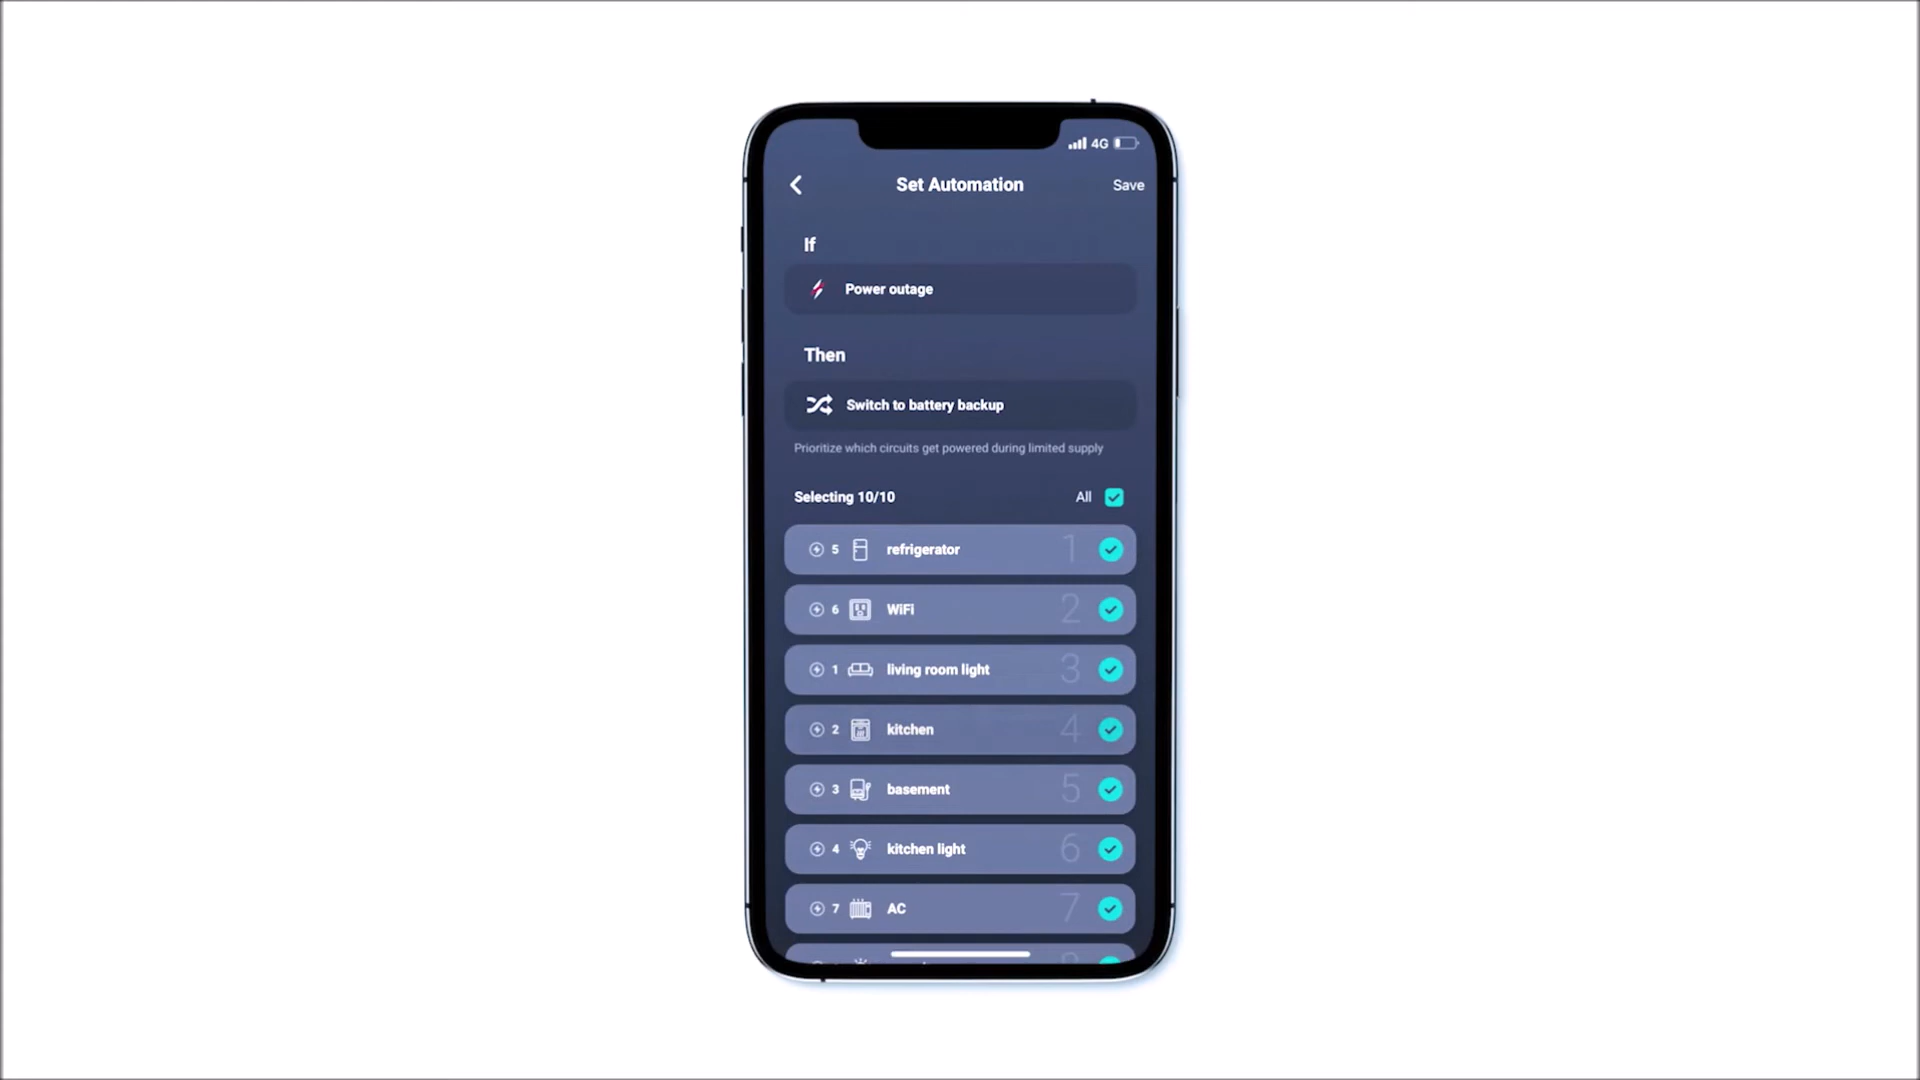 4G
Set Automation
Save
If
Power outage
Then
Switch to battery backup
Prioritize which circuits get powered during limited supply
Selecting 10/10
All
5 refrigerator 1
6 WiFi 2
1 living room light 3
2 kitchen 4
3 basement 5
4 kitchen light 6
7 AC 7